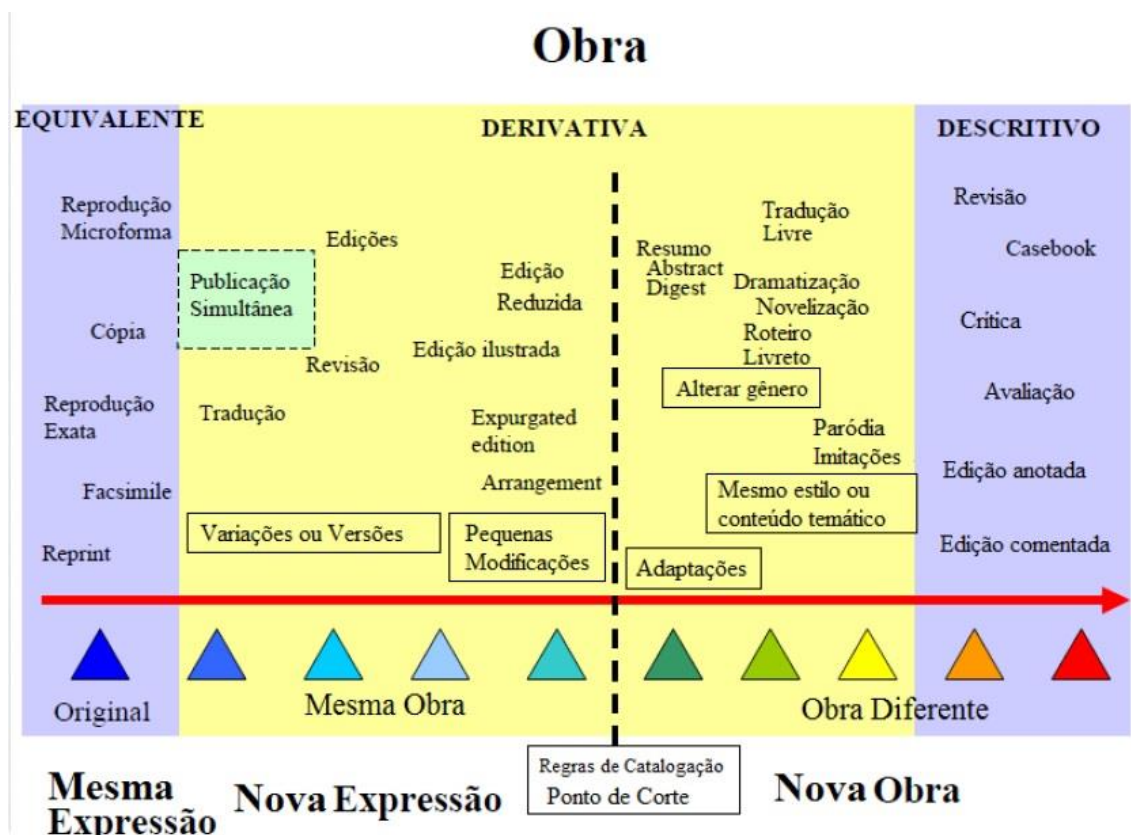 Obra
EQUIVALENTE
DERIVATIVA
DESCRITIVO
Reprodução
Microforma
Cópia
Reprodução
Exata
Facsimile
Reprint
Publicação
Simultânea
Edições
Revisão
Tradução
Edição
Reduzida
Edição ilustrada
Expurgated
edition
Arrangement
Variações ou Versões
Pequenas
Modificações
Resumo
Abstract
Digest
Tradução
Livre
Dramatização
Novelização
Roteiro
Livreto
Alterar gênero
Paródia
Imitações
Mesmo estilo ou
conteúdo temático
Adaptações
Revisão
Casebook
Crítica
Avaliação
Edição anotada
Edição comentada
Original
Mesma Obra
Obra Diferente
Mesma
Expressão
Nova Expressão
Regras de Catalogação
Ponto de Corte
Nova Obra